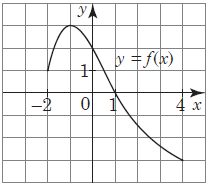 y
y = f(x)
1
-2 0 1 4 x